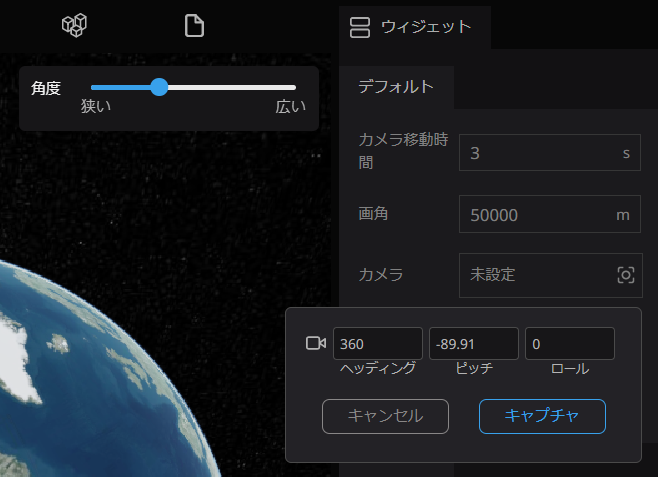 ウィジェット
角度
狭い 広い
デフォルト
カメラ移動時間
3 s
画角
50000 m
カメラ
未設定
360 -89.91 0
ヘッディング ピッチ ロール
キャンセル キャプチャ